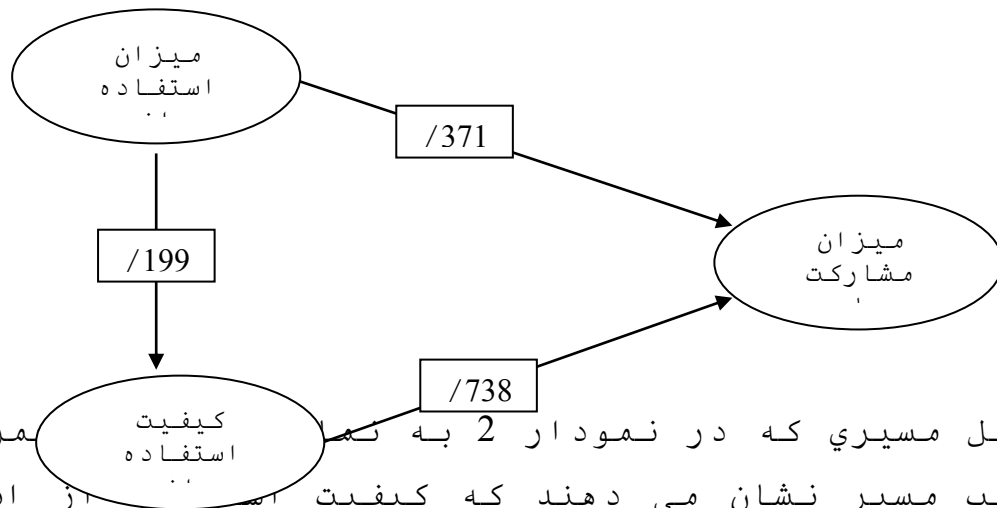 میزان
استفاده
/371
/199
میزان
مشارکت
/738
کیفیت
استفاده
مسیري که در نمودار 2 به
مسیر نشان می دهند که کیفیت از